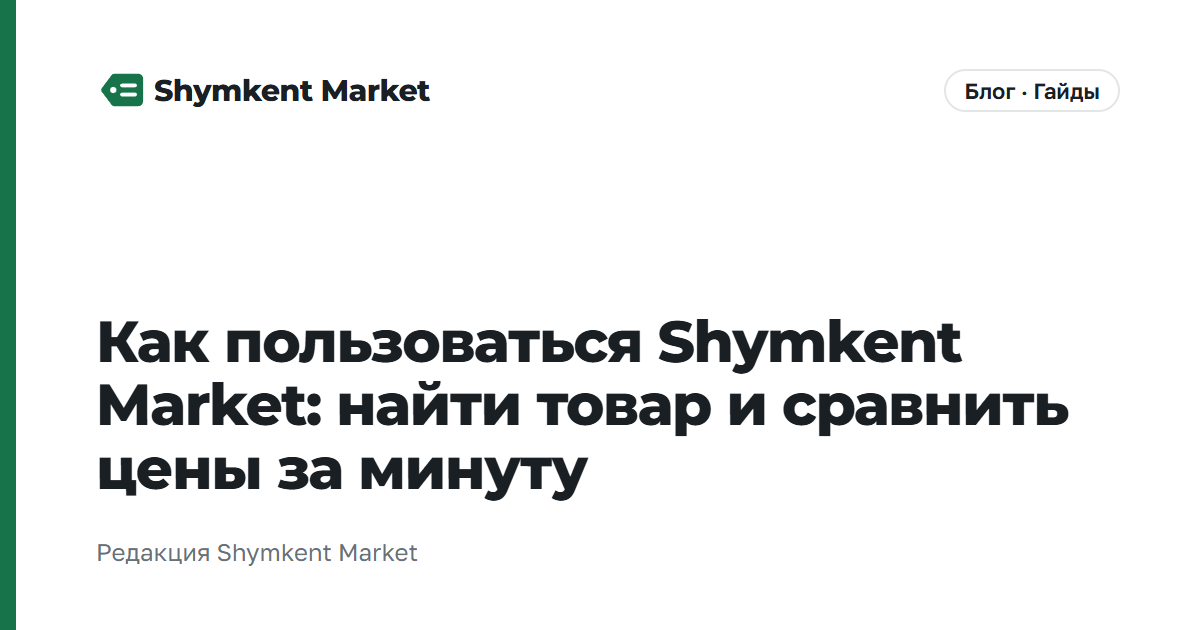 Shymkent Market
Блог · Гайды
Как пользоваться Shymkent
Market: найти товар и сравнить
цены за минуту
Редакция Shymkent Market